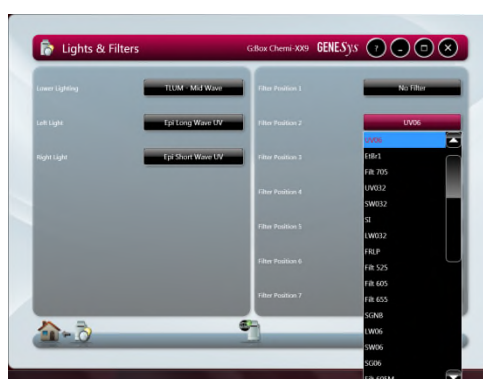 Lights & Filters
G:Box Chemi-XX9 GENESys ?
Lower Lighting
TLUM - Mid Wave
Left Light
Epi Long Wave UV
Right Light
Epi Short Wave UV
Filter Position 1
No Filter
Filter Position 2
UV06
Filter Position 3
Filter Position 4
Filter Position 5
Filter Position 6
Filter Position 7
UV06
EtBr1
Filt 705
UV032
SW032
SI
LW032
FRLP
Filt 525
Filt 605
Filt 655
SGNB
LW06
SW06
SG06
Filt 605M